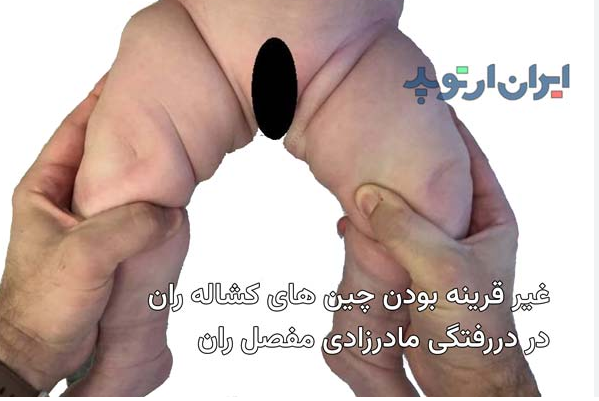 ایران ارتوپد
غیر قرینه بودن چین های کشاله ران
در دررفتگی مادرزادی مفصل ران